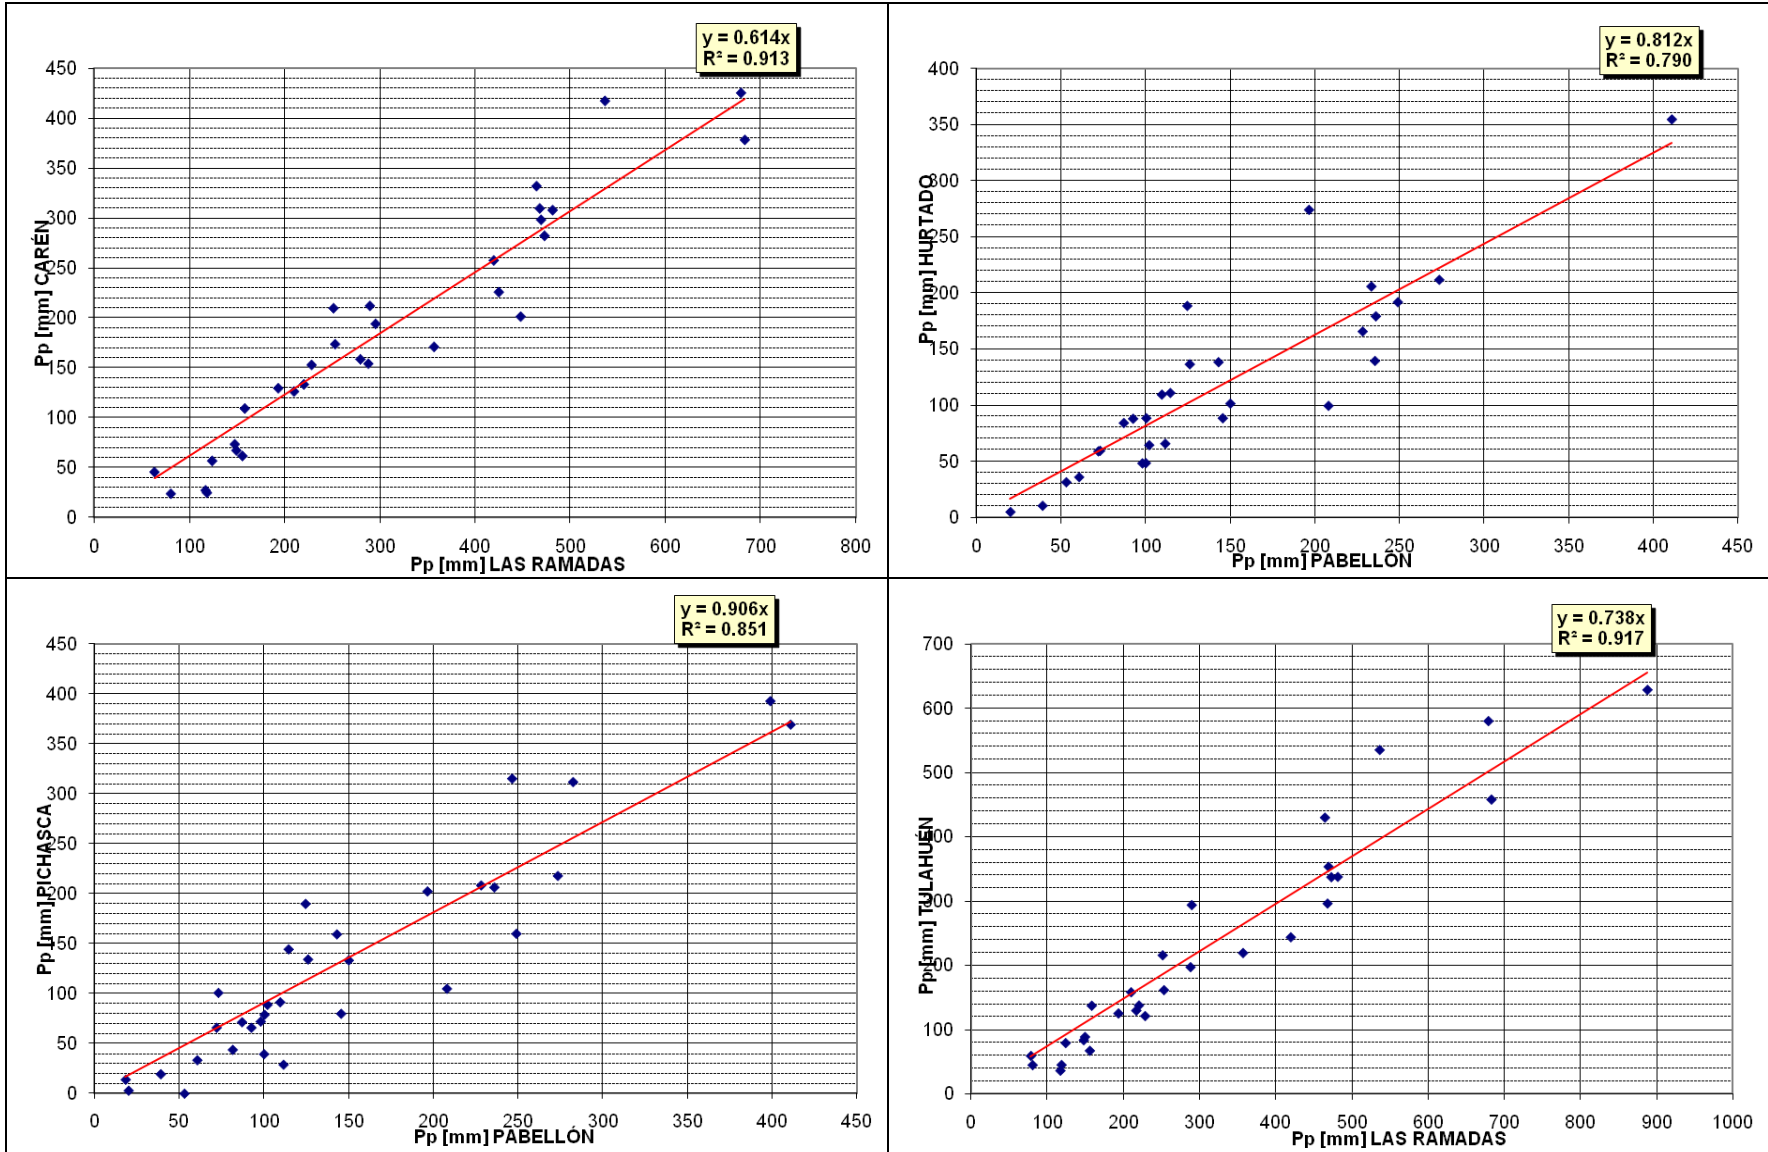 y = 0.614x
R² = 0.913
450
400
350
300
250
200
150
100
50
0
Pp [mm] CARÉN
0 100 200 300 400 500 600 700 800
Pp [mm] LAS RAMADAS
y = 0.812x
R² = 0.790
400
350
300
250
200
150
100
50
0
Pp [mm] HURTADO
0 50 100 150 200 250 300 350 400 450
Pp [mm] PABELLÓN
y = 0.906x
R² = 0.851
450
400
350
300
250
200
150
100
50
0
Pp [mm] PICHASCA
0 50 100 150 200 250 300 350 400 450
Pp [mm] PABELLÓN
y = 0.738x
R² = 0.917
700
600
500
400
300
200
100
0
Pp [mm] TULAHUÉN
0 100 200 300 400 500 600 700 800 900 1000
Pp [mm] LAS RAMADAS